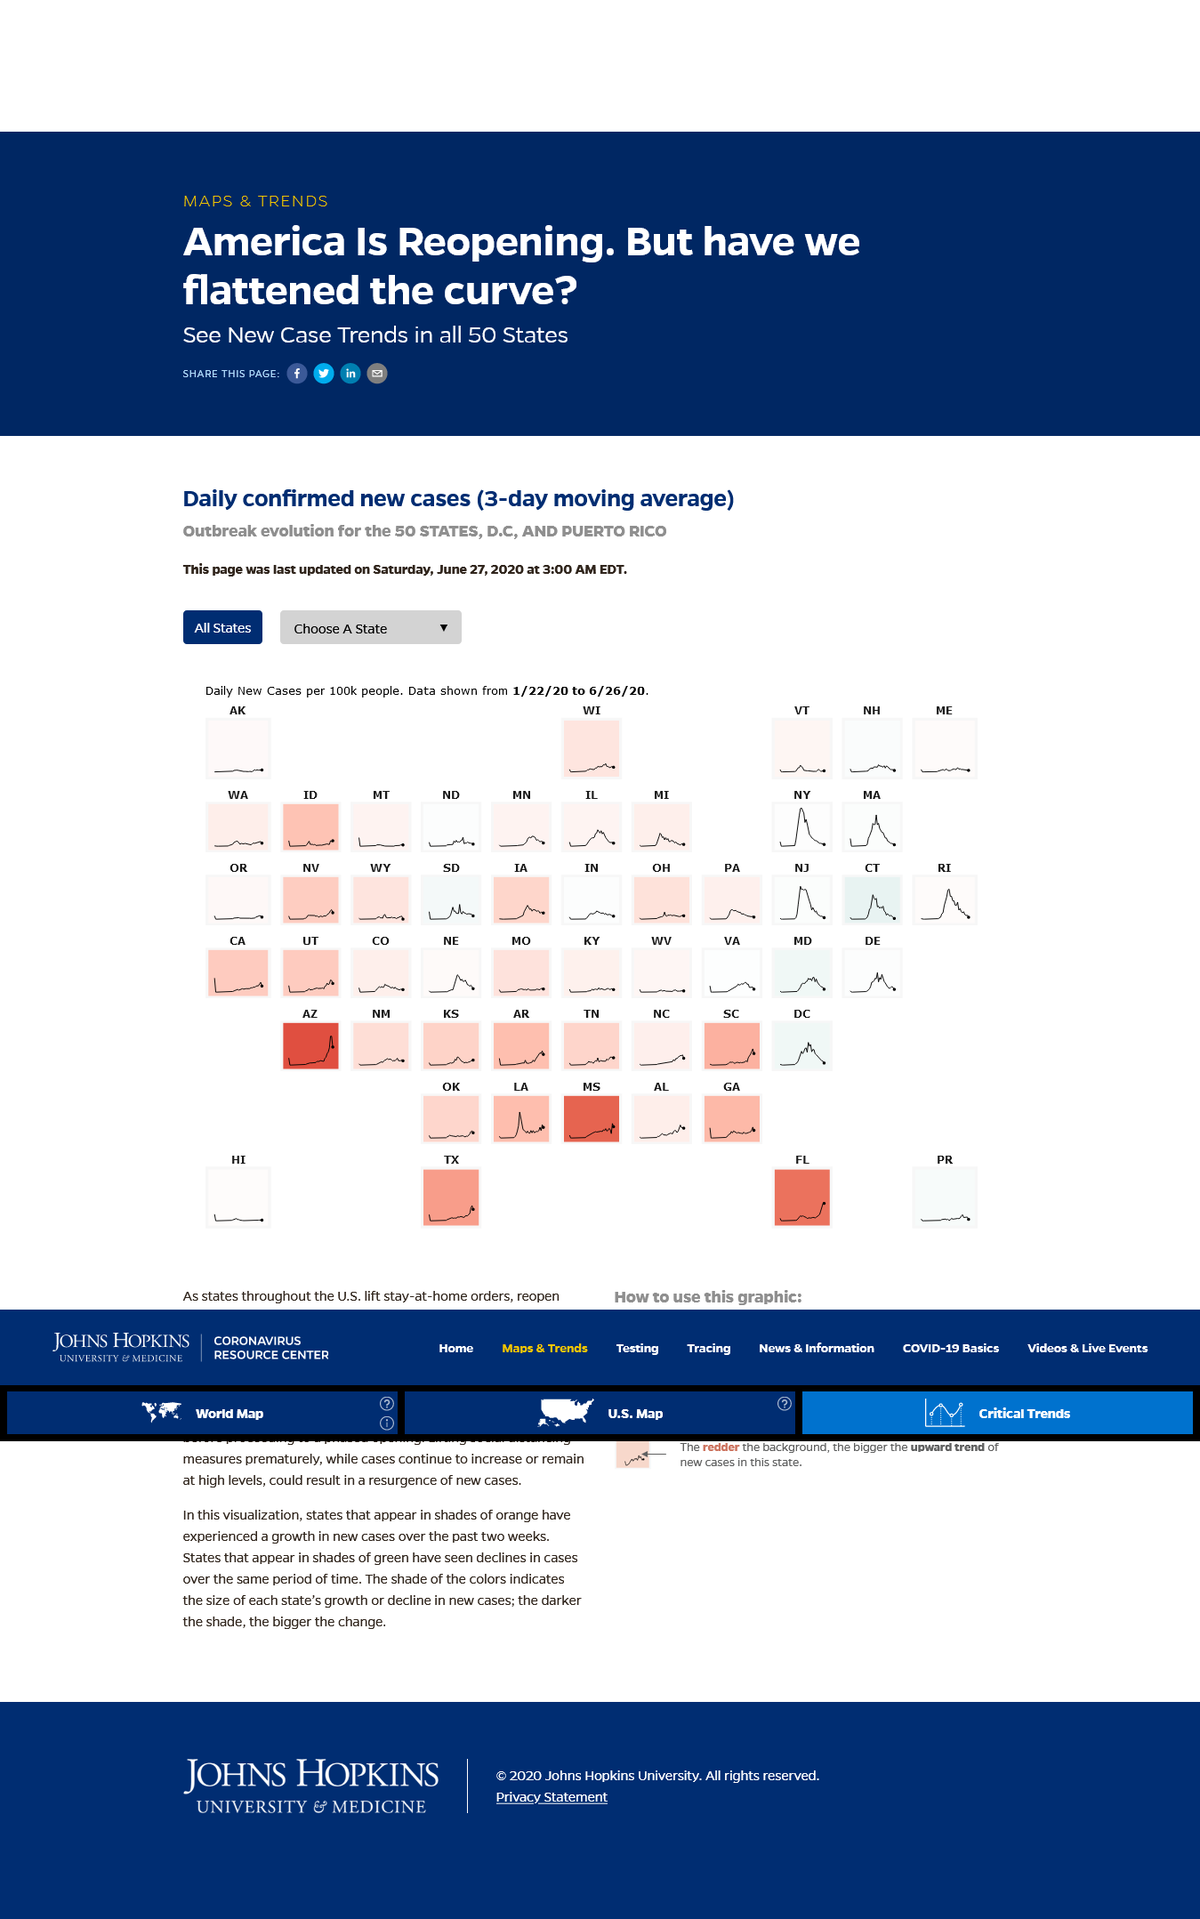 MAPS & TRENDS
America Is Reopening. But have we
flattened the curve?
See New Case Trends in all 50 States
SHARE THIS PAGE:
Daily confirmed new cases (3-day moving average)
Outbreak evolution for the 50 STATES, D.C, AND PUERTO RICO
This page was last updated on Saturday, June 27, 2020 at 3:00 AM EDT.
All States
Choose A State
Daily New Cases per 100k people. Data shown from 1/22/20 to 6/26/20.
AK WI VT NH ME
WA ID MT ND MN IL MI NY MA
OR NV WY SD IA IN OH PA NJ CT RI
CA UT CO NE MO KY WV VA MD DE
AZ NM KS AR TN NC SC DC
OK LA MS AL GA
HI TX FL PR
As states throughout the U.S. lift stay-at-home orders, reopen
How to use this graphic:
JOHNS HOPKINS
UNIVERSITY & MEDICINE
CORONAVIRUS
RESOURCE CENTER
Home Maps & Trends Testing Tracing News & Information COVID-19 Basics Videos & Live Events
World Map
U.S. Map
Critical Trends
measures prematurely, while cases continue to increase or remain
at high levels, could result in a resurgence of new cases.
The redder the background, the bigger the upward trend of
new cases in this state.
In this visualization, states that appear in shades of orange have
experienced a growth in new cases over the past two weeks.
States that appear in shades of green have seen declines in cases
over the same period of time. The shade of the colors indicates
the size of each state's growth or decline in new cases; the darker
the shade, the bigger the change.
JOHNS HOPKINS
UNIVERSITY & MEDICINE
© 2020 Johns Hopkins University. All rights reserved.
Privacy Statement